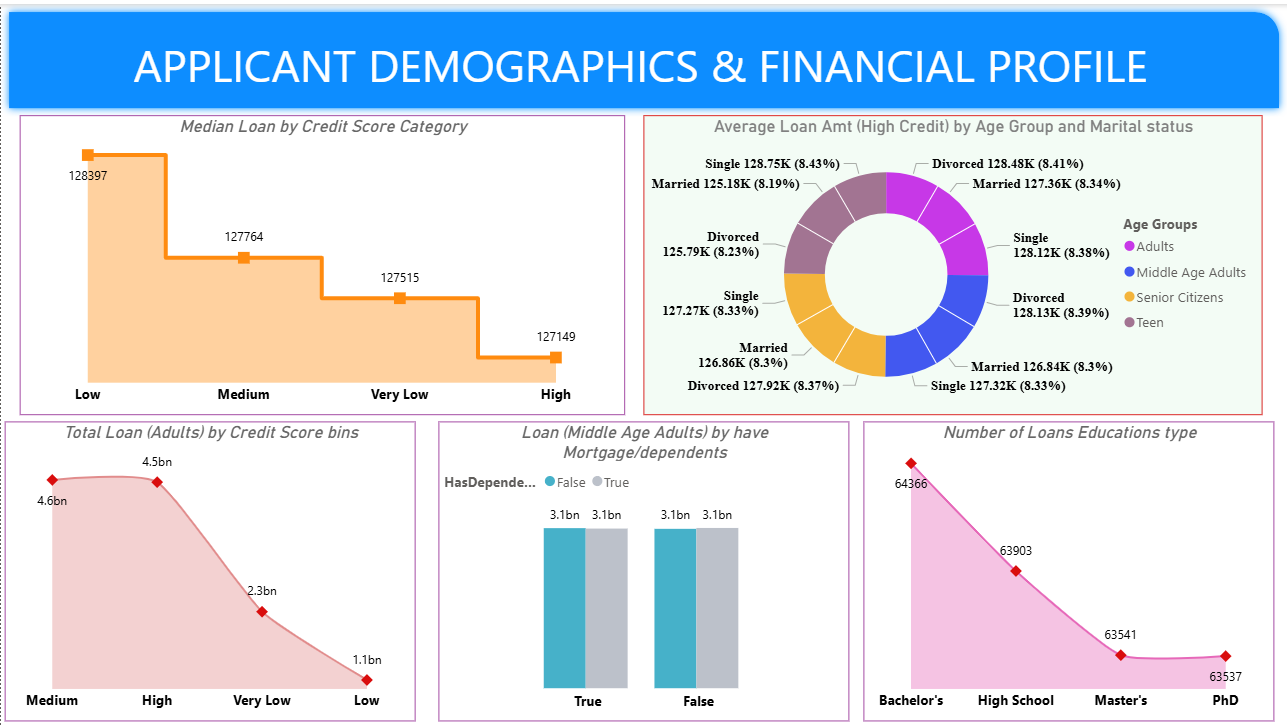 APPLICANT DEMOGRAPHICS & FINANCIAL PROFILE
Median Loan by Credit Score Category
128397
127764
127515
127149
Low
Medium
Very Low
High
Average Loan Amt (High Credit) by Age Group and Marital status
Single 128.75K (8.43%)
Divorced 128.48K (8.41%)
Married 125.18K (8.19%)
Married 127.36K (8.34%)
Divorced
125.79K (8.23%)
Single
128.12K (8.38%)
Single
127.27K (8.33%)
Divorced
128.13K (8.39%)
Married
126.86K (8.3%)
Married 126.84K (8.3%)
Divorced 127.92K (8.37%)
Single 127.32K (8.33%)
Age Groups
Adults
Middle Age Adults
Senior Citizens
Teen
Total Loan (Adults) by Credit Score bins
4.6bn
4.5bn
2.3bn
1.1bn
Medium
High
Very Low
Low
Loan (Middle Age Adults) by have
Mortgage/dependents
HasDepende... False True
3.1bn
3.1bn
3.1bn
3.1bn
True
False
Number of Loans Educations type
64366
63903
63541
63537
Bachelor's
High School
Master's
PhD